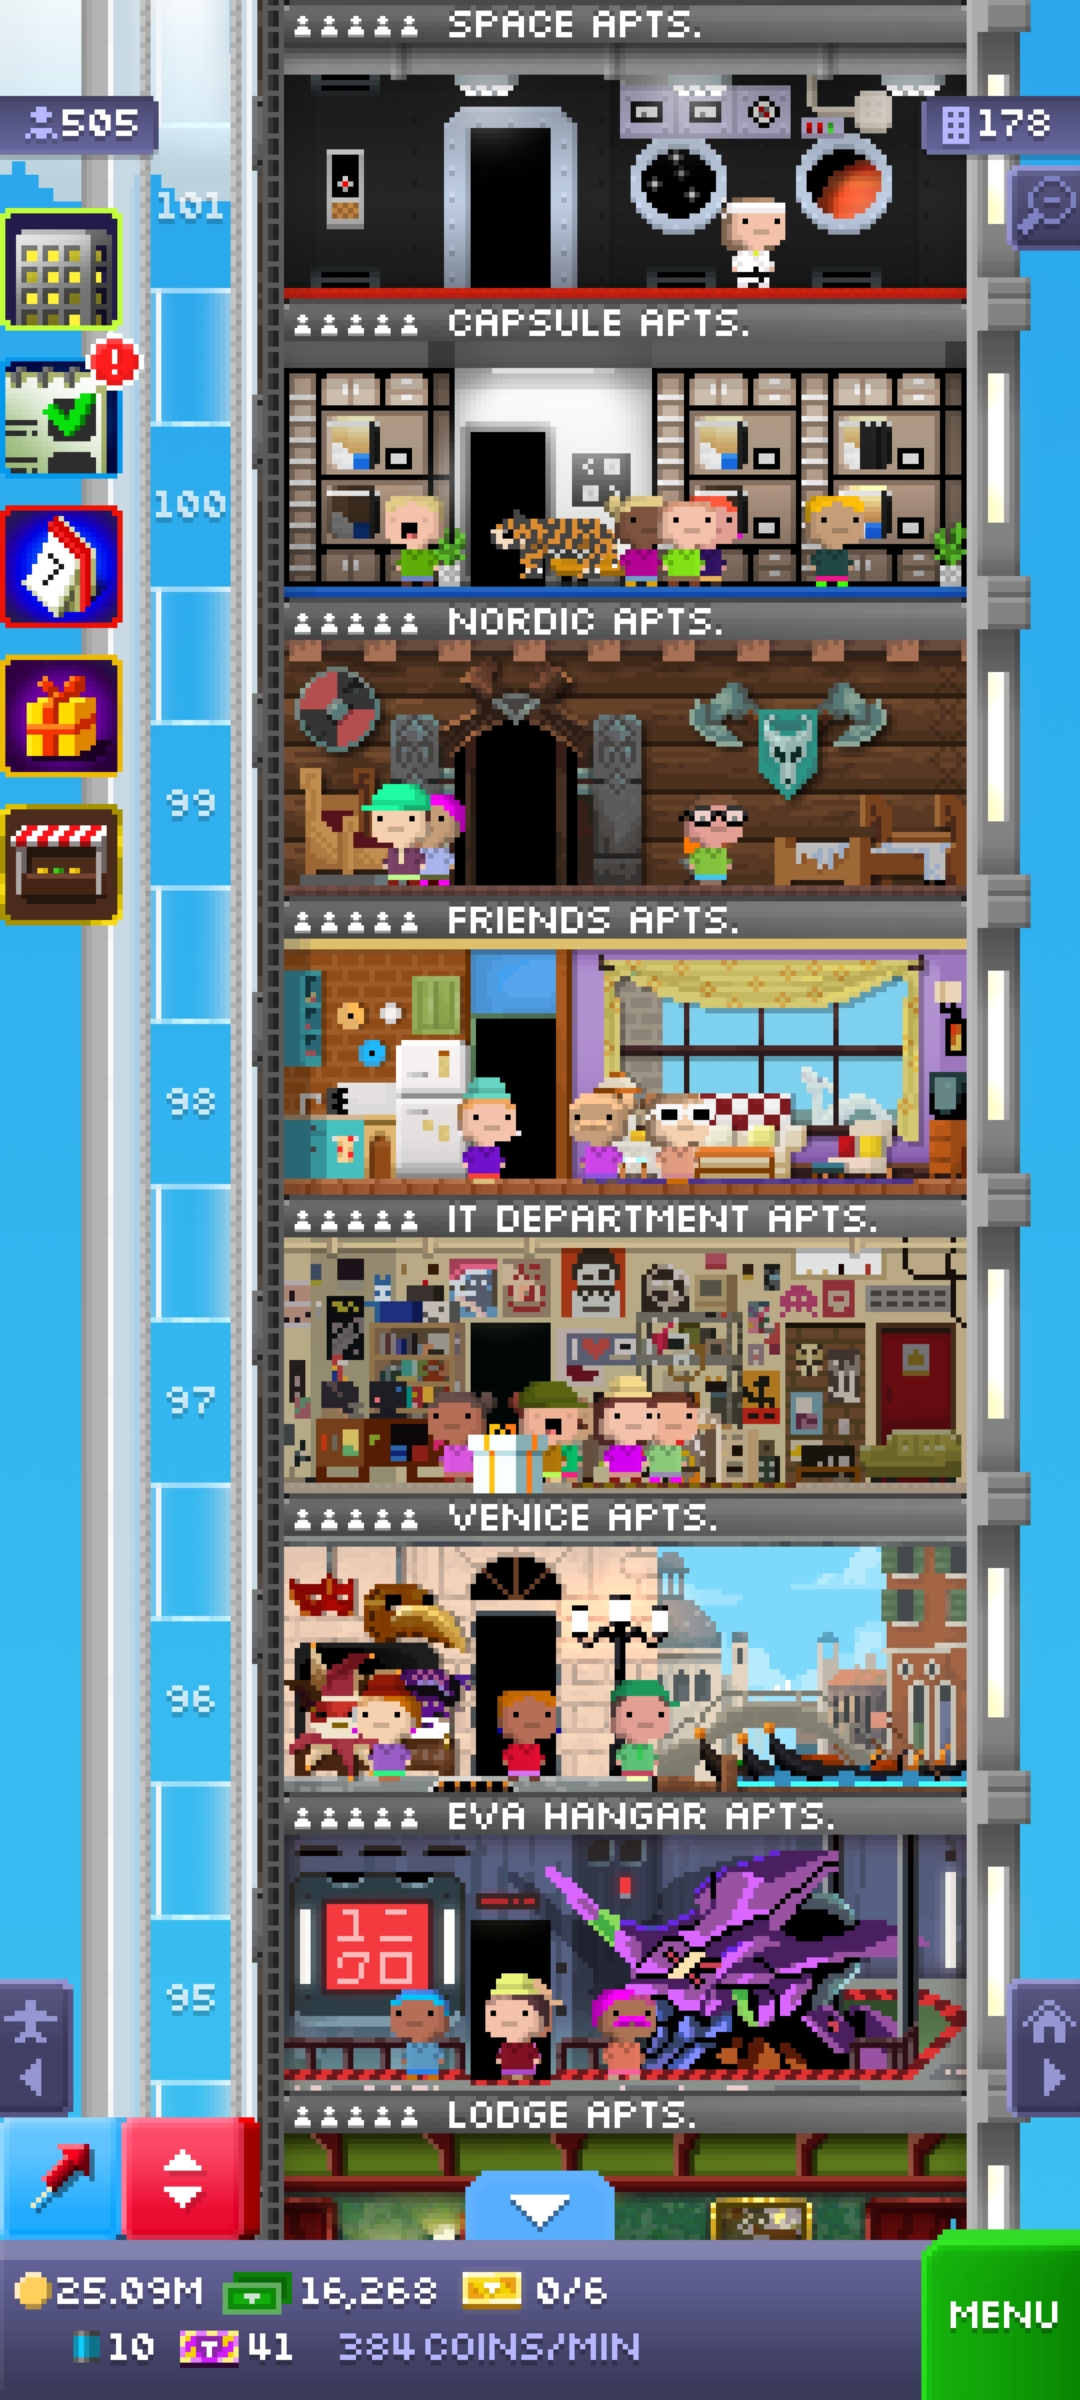 SPACE APTS.
505
178
101
CAPSULE APTS.
100
7
NORDIC APTS.
99
FRIENDS APTS.
98
IT DEPARTMENT APTS.
97
VENICE APTS.
96
EVA HANGAR APTS.
95
LODGE APTS.
25.09M 16,268 0/6
MENU
10 41 384 COINS/MIN